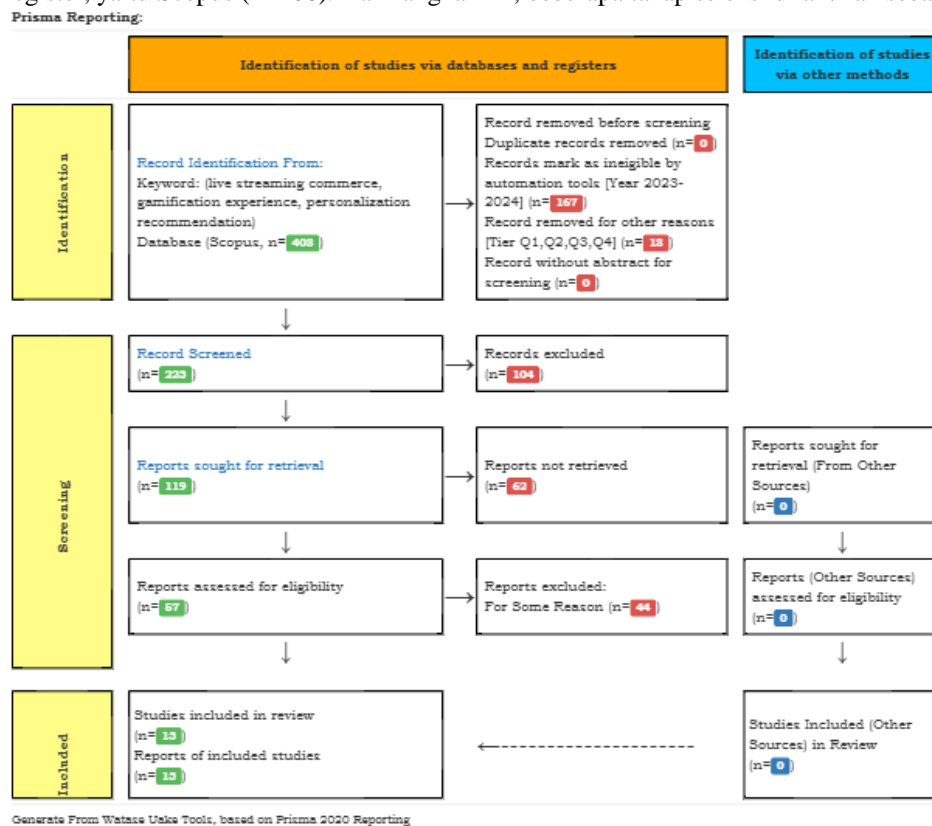 register, yaitu Scopus
Prisma Reporting:
Identification of studies via databases and registers
Identification of studies
via other methods
Identification
Record Identification From:
Keyword: (live streaming commerce,
gamification experience, personalization
recommendation)
Database (Scopus, n= 408 )
→
Record removed before screening
Duplicate records removed (n= 0 )
Records mark as ineigible by
automation tools [Year 2023-
2024] (n= 167 )
Record removed for other reasons
[Tier Q1,Q2,Q3,Q4] (n= 18 )
Record without abstract for
screening (n= 0 )
↓
Screening
Record Screened
(n= 223 )
→
Records excluded
(n= 104 )
↓
Reports sought for retrieval
(n= 119 )
→
Reports not retrieved
(n= 62 )
Reports sought for
retrieval (From Other
Sources)
(n= 0 )
↓
↓
Reports assessed for eligibility
(n= 57 )
→
Reports excluded:
For Some Reason (n= 44 )
Reports (Other Sources)
assessed for eligibility
(n= 0 )
↓
↓
Included
Studies included in review
(n= 13 )
Reports of included studies
(n= 13 )
←
Studies Included (Other
Sources) in Review
(n= 0 )
Generate From Watase Uake Tools, based on Prisma 2020 Reporting